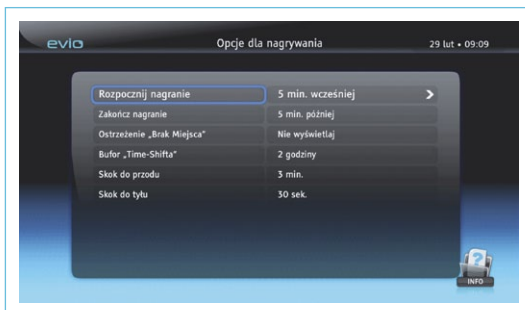 evio Opcje dla nagrywania 29 lut • 09:09
Rozpocznij nagranie 5 min. wcześniej
Zakończ nagranie 5 min. później
Ostrzeżenie „Brak Miejsca" Nie wyświetlaj
Bufor „Time-Shifta" 2 godziny
Skok do przodu 3 min.
Skok do tyłu 30 sek.
?
INFO